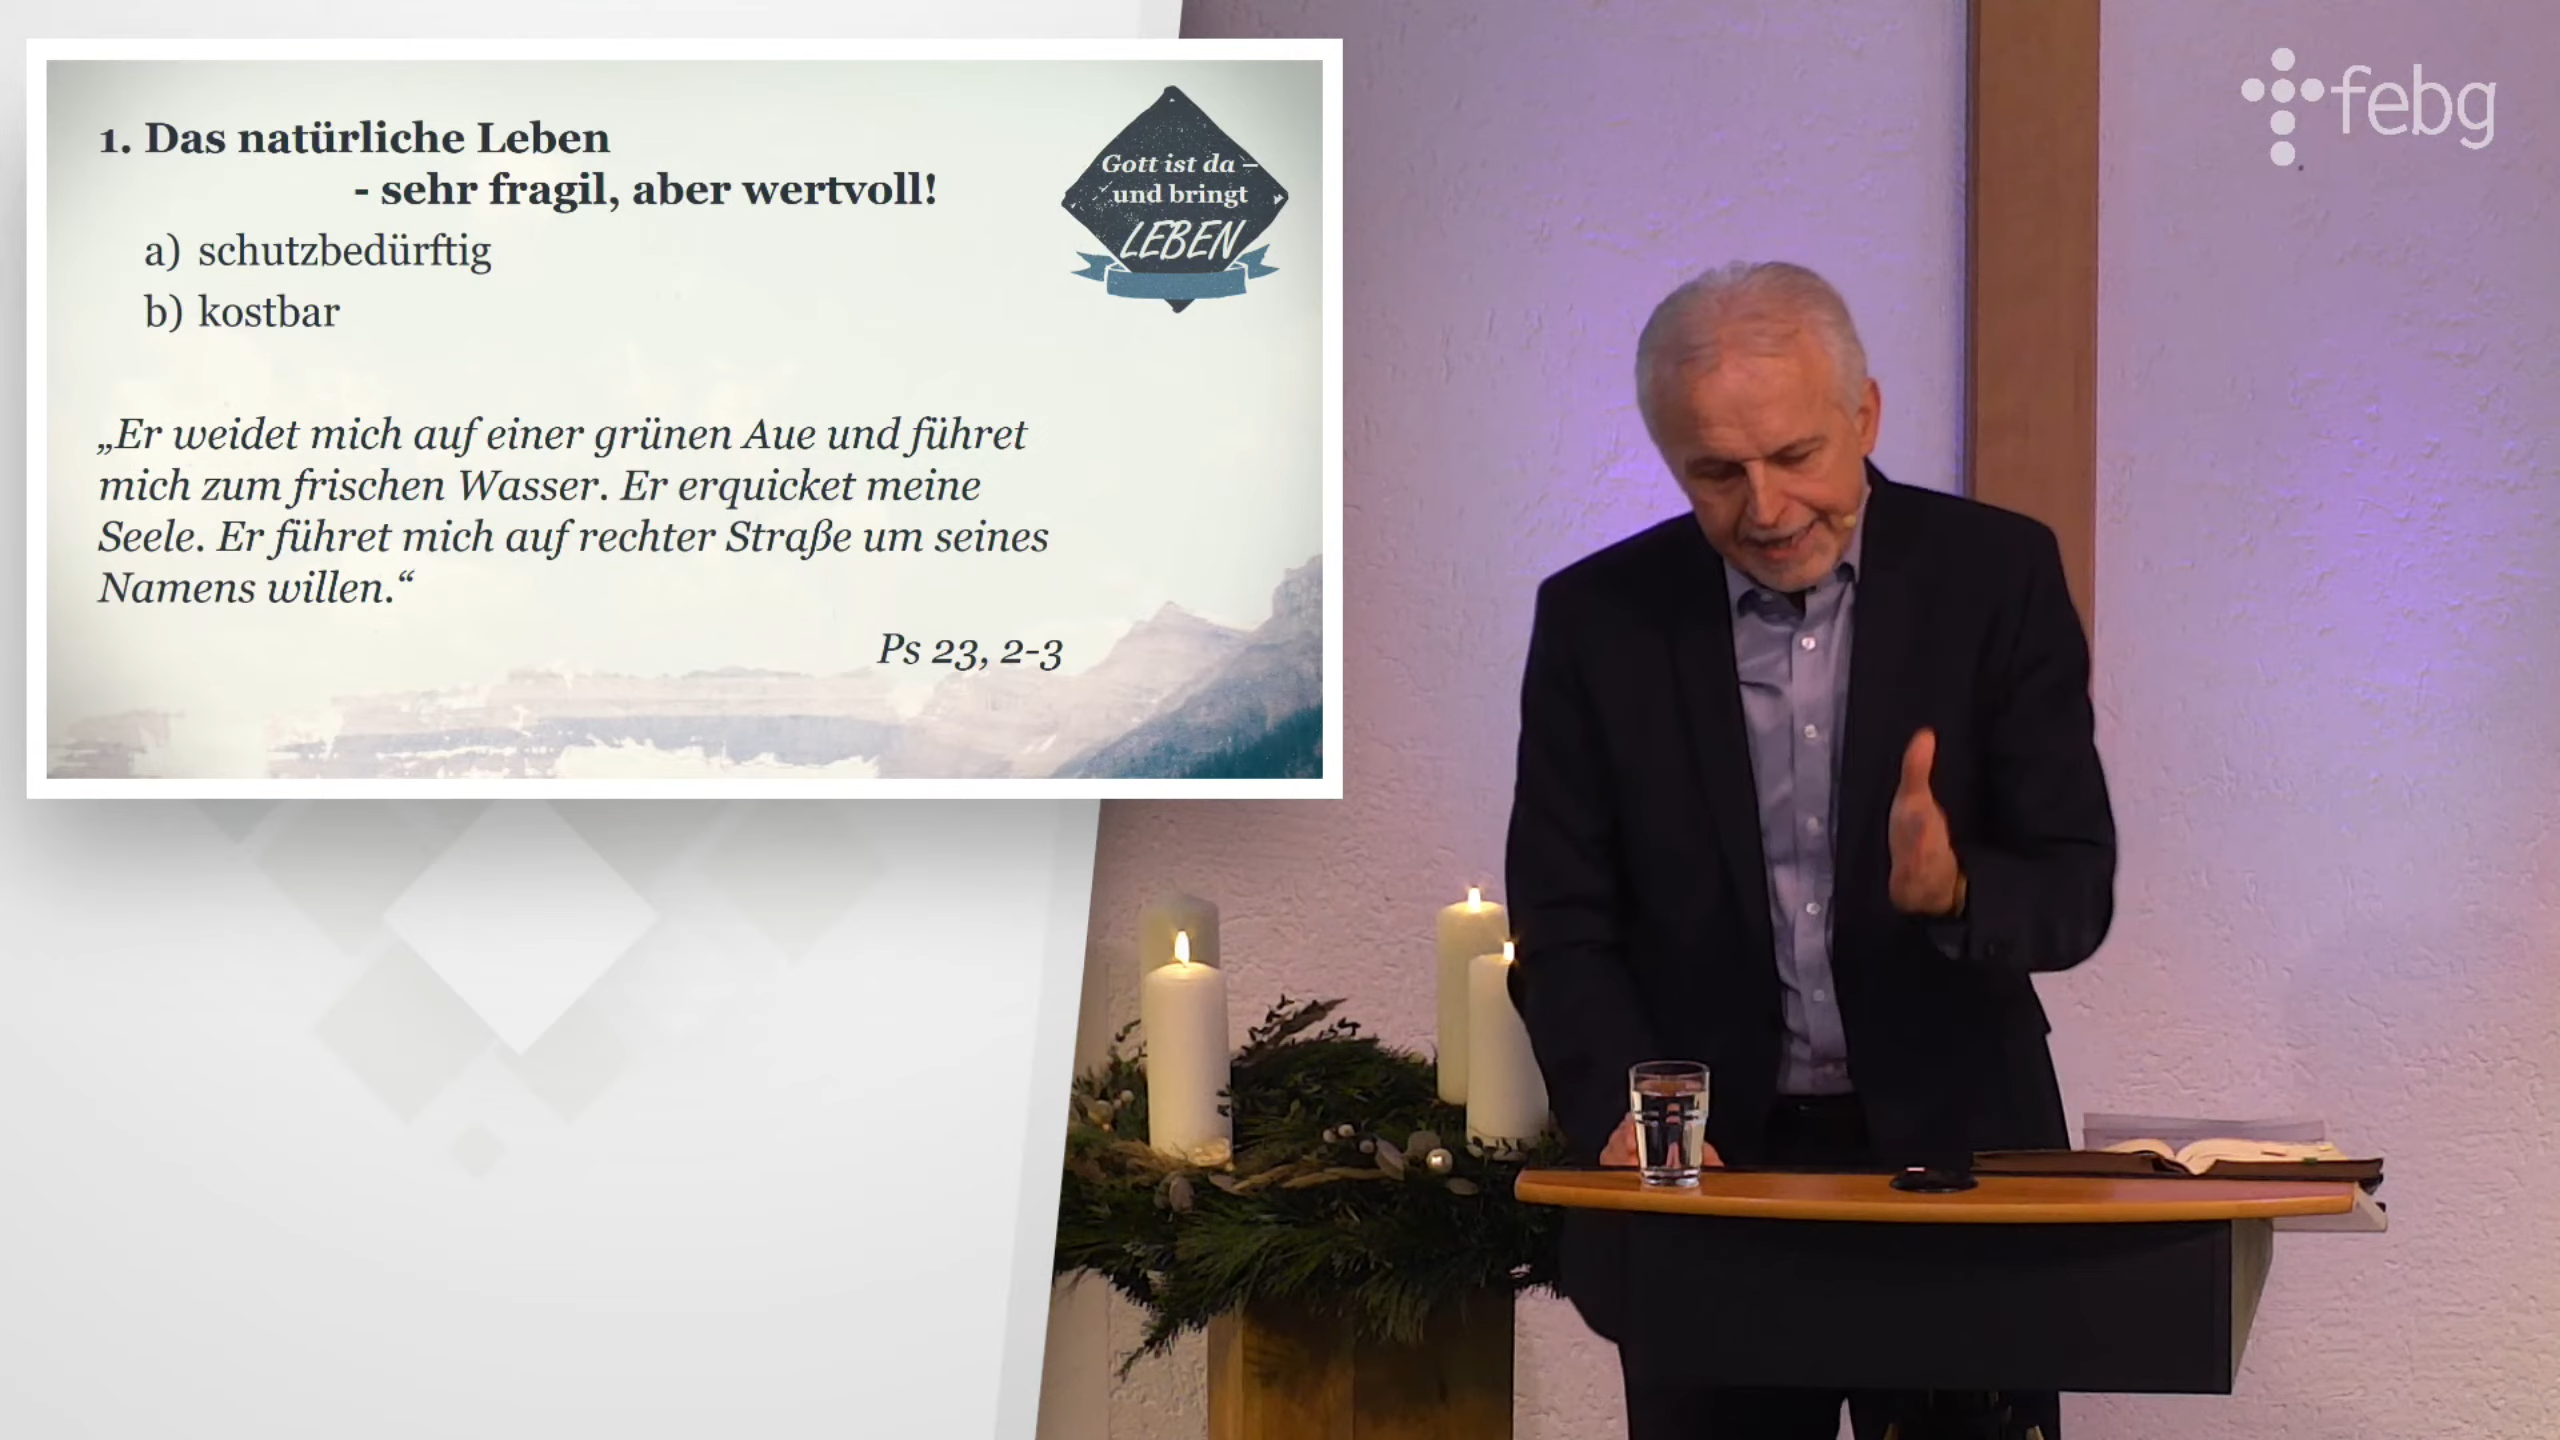 1. Das natürliche Leben
- sehr fragil, aber wertvoll!
a) schutzbedürftig
b) kostbar
„Er weidet mich auf einer grünen Aue und führet
mich zum frischen Wasser. Er erquicket meine
Seele. Er führet mich auf rechter Straße um seines
Namens willen.“
Ps 23, 2-3
Gott ist da –
und bringt
LEBEN
febg